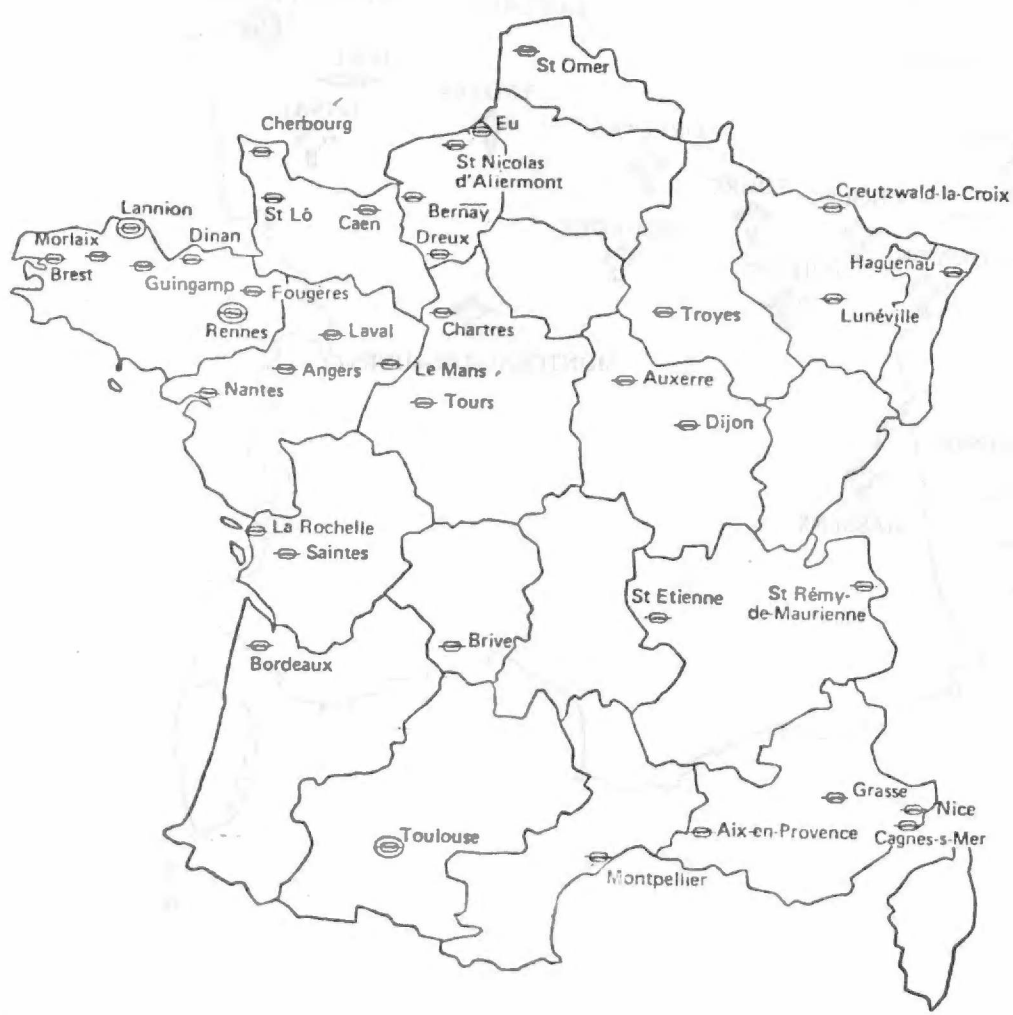 St Omer
Cherbourg
Eu
St Nicolas
d'Aliermont
Creutzwald-la-Croix
St Lô
Caen
Bernay
Lannion
Morlaix
Dinan
Dreux
Haguenau
Brest
Guingamp
Fougères
Lunéville
Rennes
Laval
Chartres
Troyes
Angers
Le Mans
Auxerre
Nantes
Tours
Dijon
La Rochelle
Saintes
St Etienne
St Rémy-
de-Maurienne
Brive
Bordeaux
Grasse
Nice
Toulouse
Aix-en-Provence
Cagnes-s-Mer
Montpellier